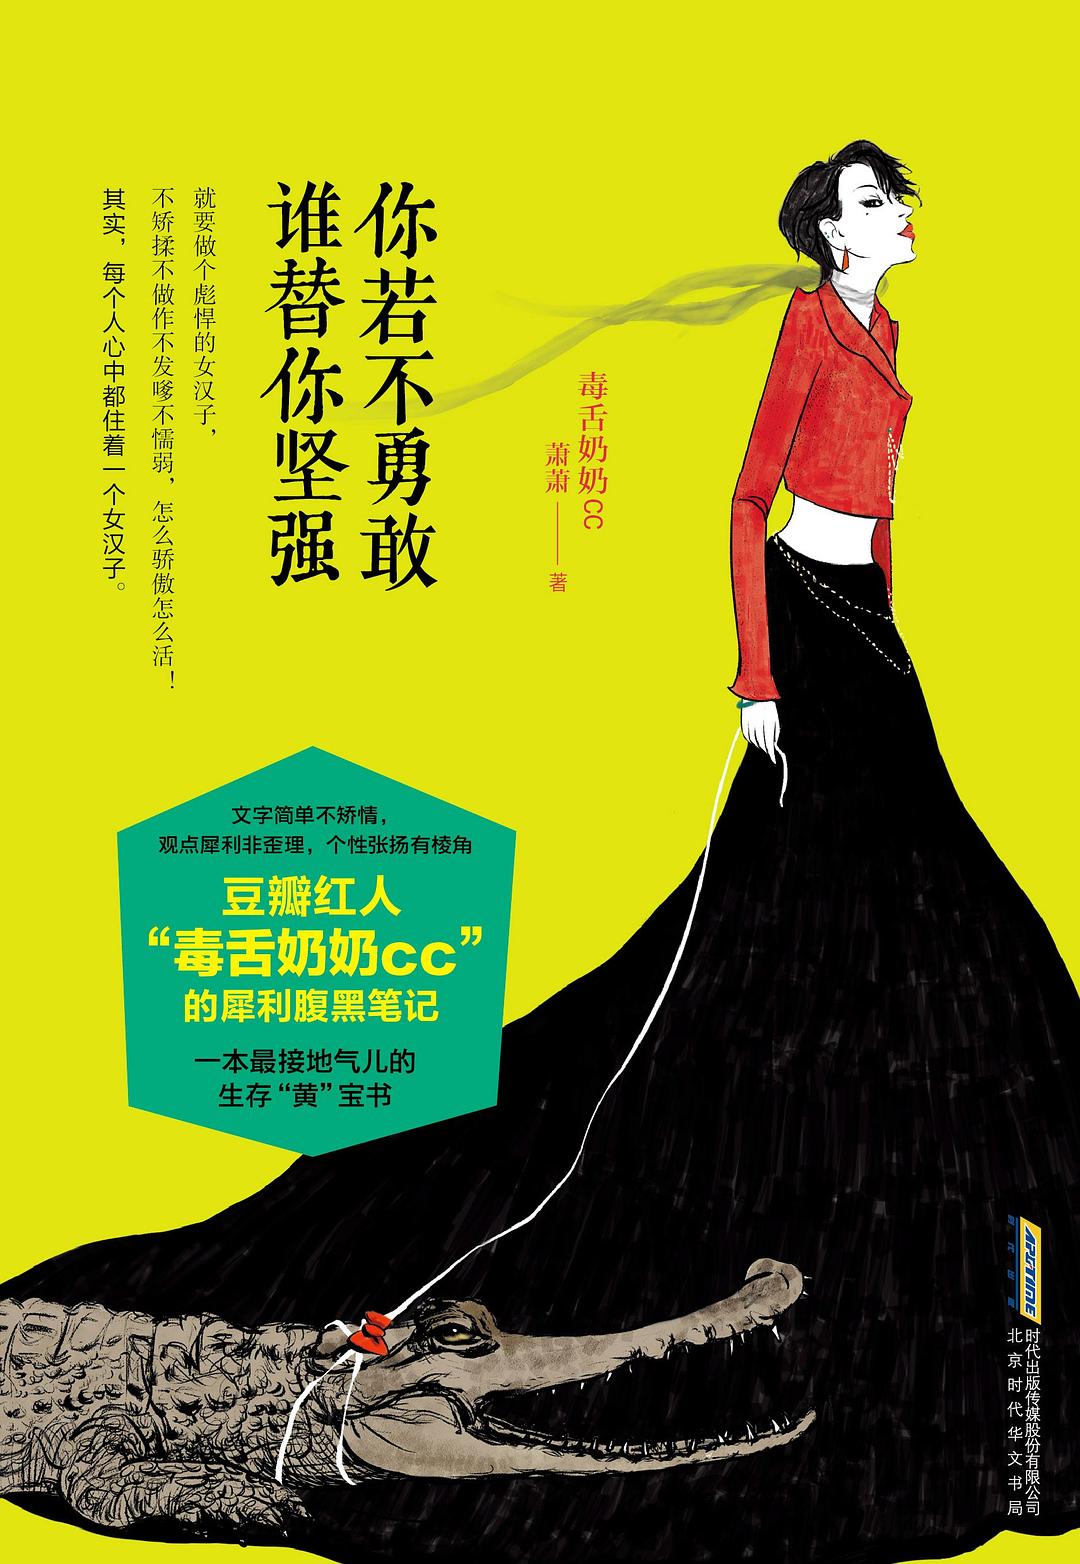 你若不勇敢
谁替你坚强
就要做个彪悍的女汉子，
不矫揉不做作不发嗲不懦弱，怎么骄傲怎么活！
其实，每个人心中都住着一个女汉子。
毒舌奶奶CC
萧萧——著
文字简单不矫情，
观点犀利非歪理，个性张扬有棱角
豆瓣红人
“毒舌奶奶cc”
的犀利腹黑笔记
一本最接地气儿的
生存“黄”宝书
APGTIME
时代出版传媒股份有限公司
北京时代华文书局